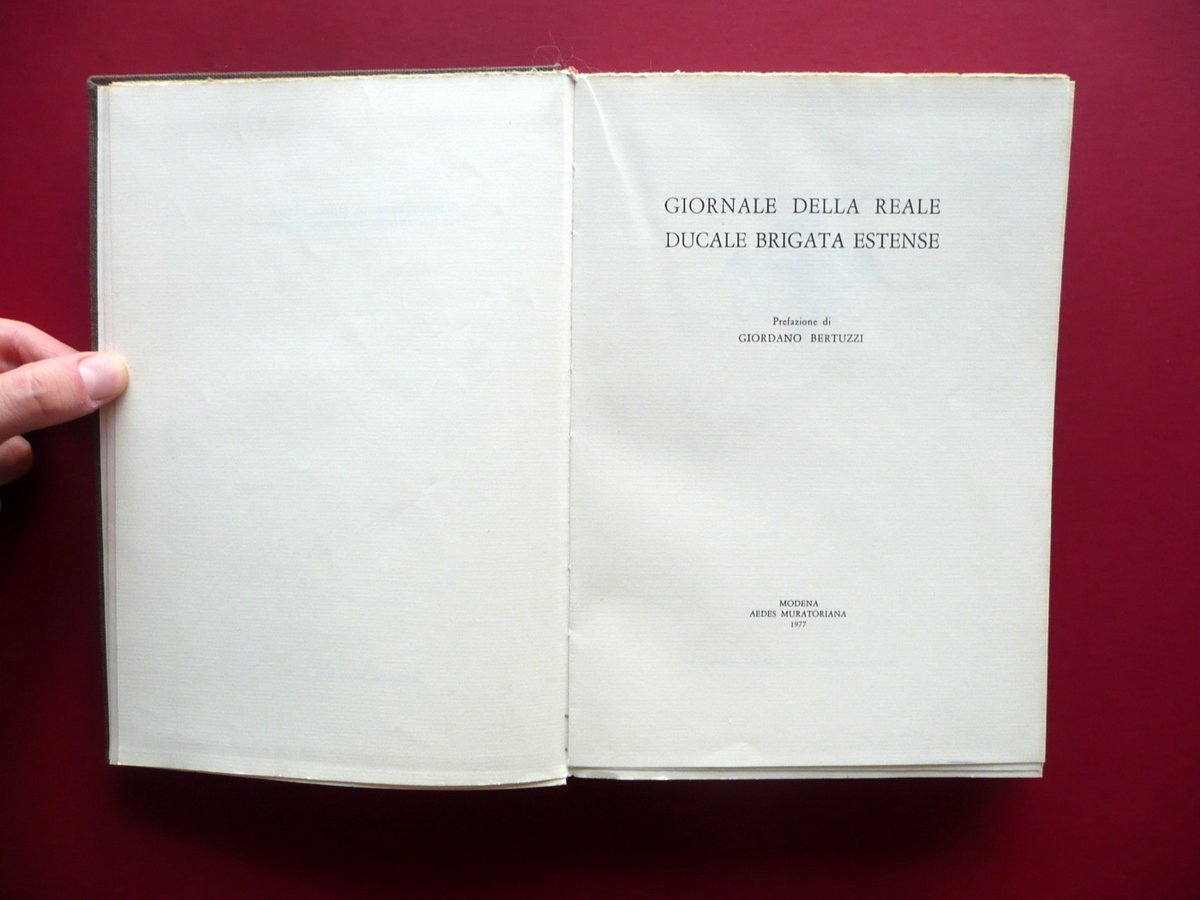 GIORNALE DELLA REALE
DUCALE BRIGATA ESTENSE
Prefazione di
GIORDANO BERTUZZI
MODENA
AEDES MURATORIANA
1977